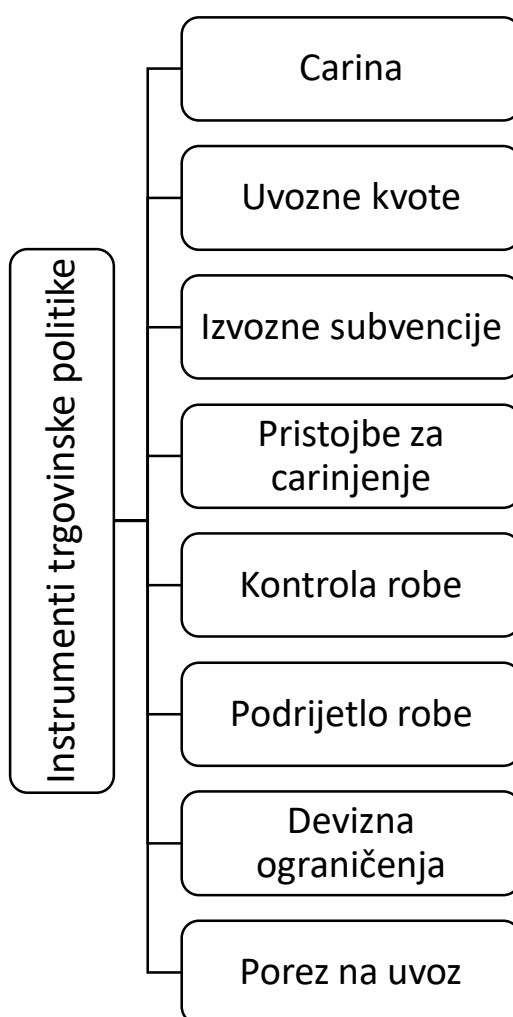 Instrumenti trgovinske politike
Carina
Uvozne kvote
Izvozne subvencije
Pristojbe za
carinjenje
Kontrola robe
Podrijetlo robe
Devizna
ograničenja
Porez na uvoz